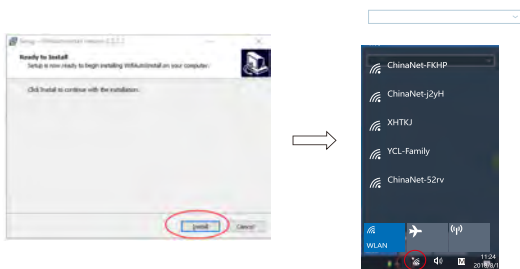 Ready to Install
Setup is now ready to begin installing WifiAutoInstall on your computer.
Click Install to continue with the installation.
Install
Cancel
ChinaNet-FKHP
ChinaNet-j2yH
XHTKJ
YCL-Family
ChinaNet-52rv
WLAN
11:24